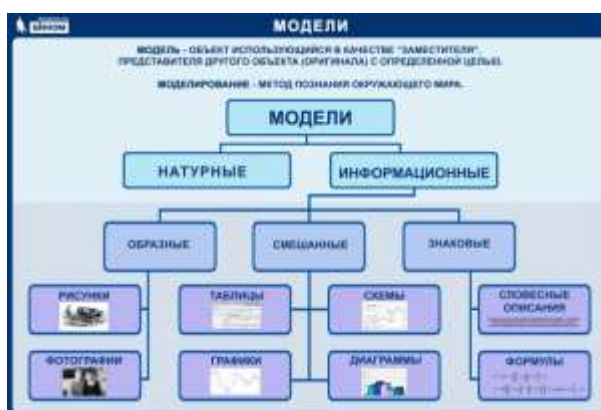 БИНОМ
МОДЕЛИ
МОДЕЛЬ - ОБЪЕКТ ИСПОЛЬЗУЮЩИЙСЯ В КАЧЕСТВЕ "ЗАМЕСТИТЕЛЯ",
ПРЕДСТАВИТЕЛЯ ДРУГОГО ОБЪЕКТА (ОРИГИНАЛА) С ОПРЕДЕЛЕННОЙ ЦЕЛЬЮ.
МОДЕЛИРОВАНИЕ - МЕТОД ПОЗНАНИЯ ОКРУЖАЮЩЕГО МИРА.
МОДЕЛИ
НАТУРНЫЕ
ИНФОРМАЦИОННЫЕ
ОБРАЗНЫЕ
СМЕШАННЫЕ
ЗНАКОВЫЕ
РИСУНКИ
ТАБЛИЦЫ
СХЕМЫ
СЛОВЕСНЫЕ
ОПИСАНИЯ
ФОТОГРАФИИ
ГРАФИКИ
ДИАГРАММЫ
ФОРМУЛЫ